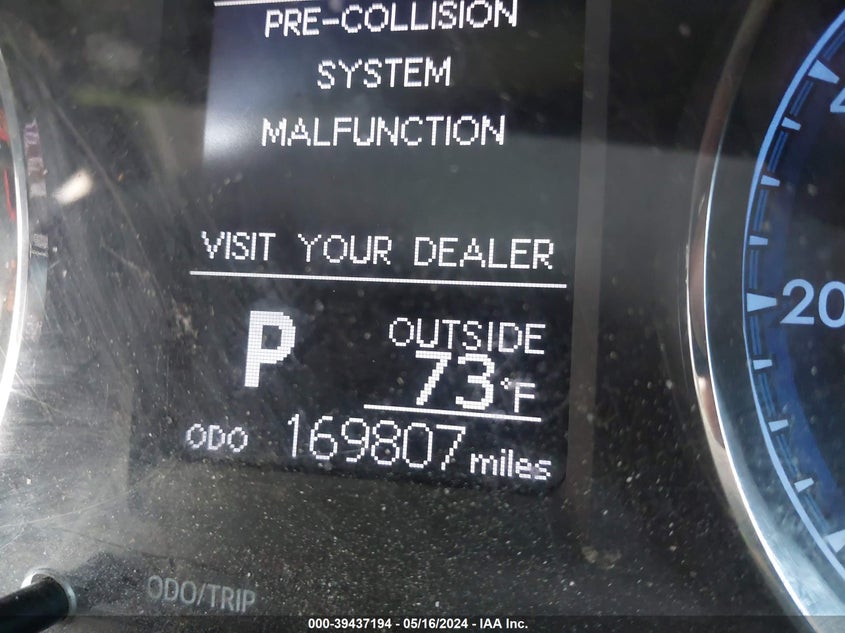 PRE-COLLISION
SYSTEM
MALFUNCTION
VISIT YOUR DEALER
P
OUTSIDE
73°F
ODO 169807 miles
20
ODO/TRIP
000-39437194 - 05/16/2024 - IAA Inc.